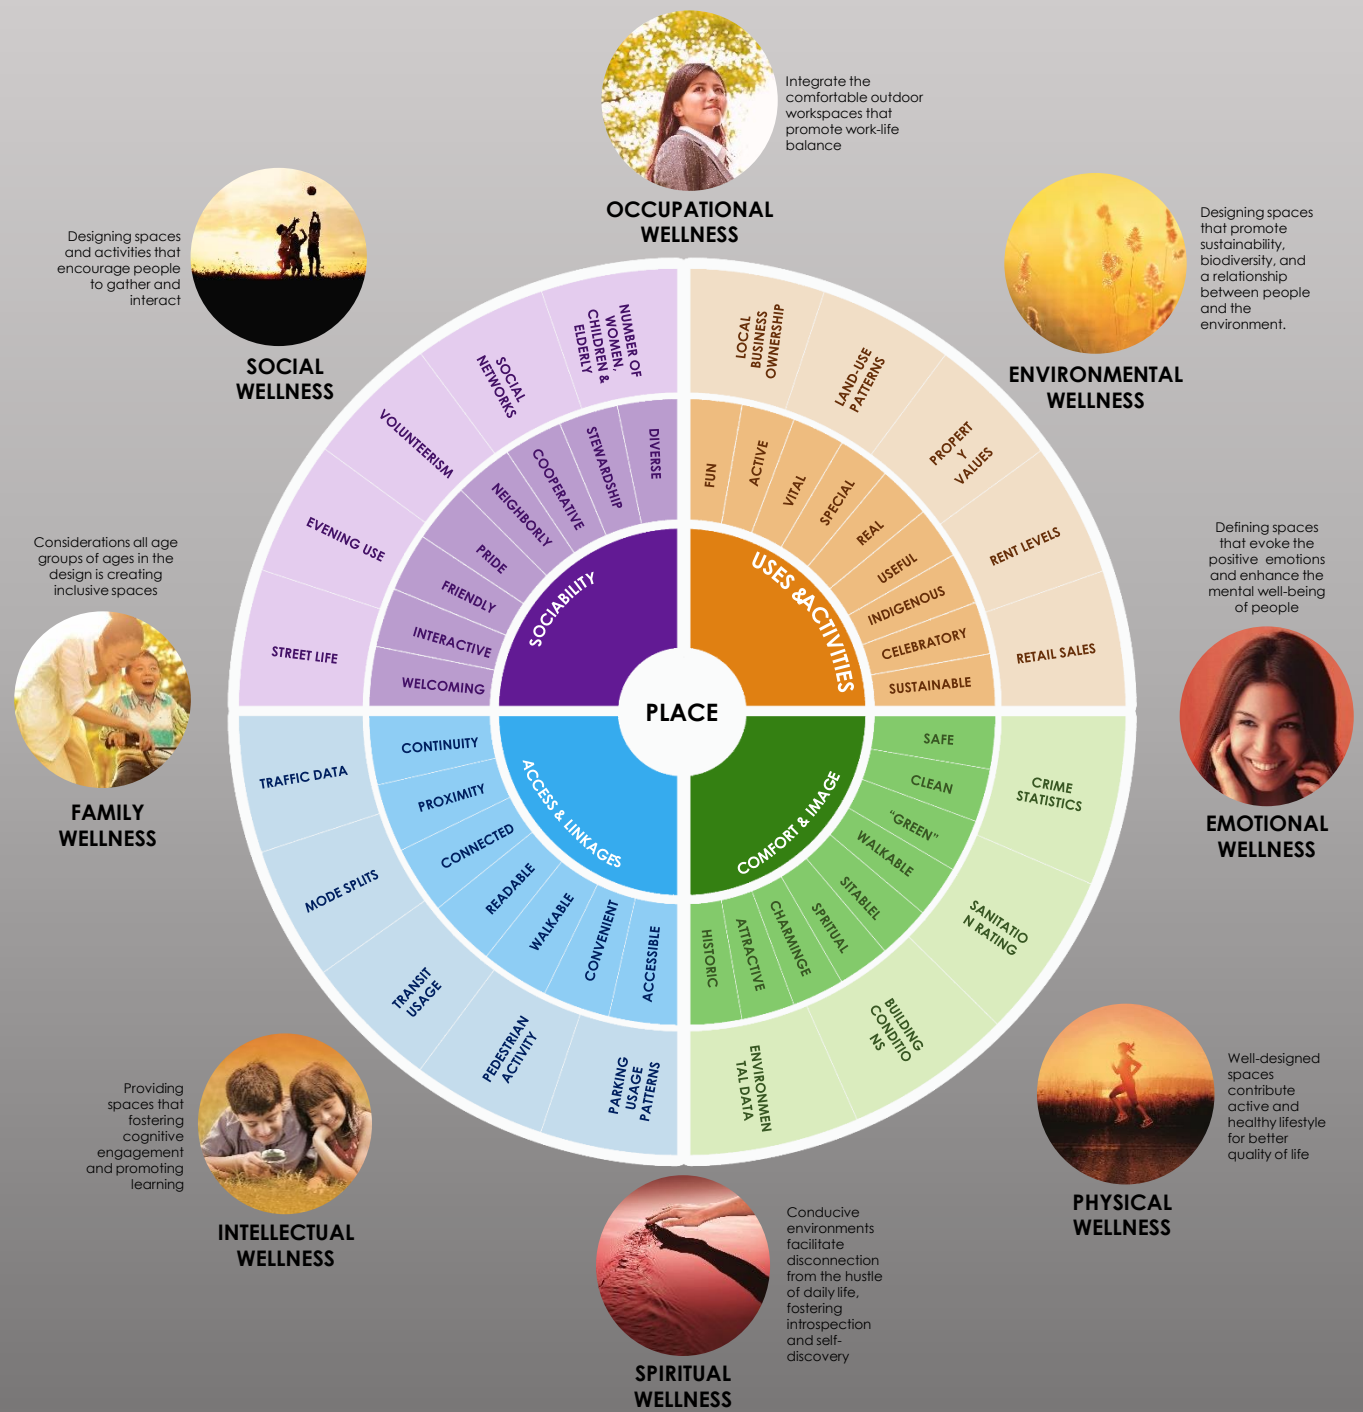 Integrate the
comfortable outdoor
workspaces that
promote work-life
balance
OCCUPATIONAL
WELLNESS
Designing spaces
and activities that
encourage people
to gather and
interact
SOCIAL
WELLNESS
Designing spaces
that promote
sustainability,
biodiversity, and
a relationship
between people
and the
environment.
ENVIRONMENTAL
WELLNESS
Considerations all age
groups of ages in the
design is creating
inclusive spaces
FAMILY
WELLNESS
Defining spaces
that evoke the
positive emotions
and enhance the
mental well-being
of people
EMOTIONAL
WELLNESS
Providing
spaces that
fostering
cognitive
engagement
and promoting
learning
INTELLECTUAL
WELLNESS
Well-designed
spaces
contribute
active and
healthy lifestyle
for better
quality of life
PHYSICAL
WELLNESS
Conducive
environments
facilitate
disconnection
from the hustle
of daily life,
fostering
introspection
and self-
discovery
SPIRITUAL
WELLNESS
PLACE
SOCIABILITY
USES &ACTIVITIES
ACCESS & LINKAGES
COMFORT & IMAGE
WELCOMING
INTERACTIVE
FRIENDLY
PRIDE
NEIGHBORLY
COOPERATIVE
STEWARDSHIP
DIVERSE
FUN
ACTIVE
VITAL
SPECIAL
REAL
USEFUL
INDIGENOUS
CELEBRATORY
SUSTAINABLE
SAFE
CLEAN
"GREEN"
WALKABLE
SITABLEL
SPRITUAL
CHARMINGE
ATTRACTIVE
HISTORIC
ACCESSIBLE
CONVENIENT
WALKABLE
READABLE
CONNECTED
PROXIMITY
CONTINUITY
STREET LIFE
EVENING USE
VOLUNTEERISM
SOCIAL
NETWORKS
NUMBER OF
WOMEN,
CHILDREN &
ELDERLY
LOCAL
BUSINESS
OWNERSHIP
LAND-USE
PATTERNS
PROPERT
Y
VALUES
RENT LEVELS
RETAIL SALES
CRIME
STATISTICS
SANITATIO
N RATING
BUILDING
CONDITIO
NS
ENVIRONMEN
TAL DATA
PARKING
USAGE
PATTERNS
PEDESTRIAN
ACTIVITY
TRANSIT
USAGE
MODE SPLITS
TRAFFIC DATA